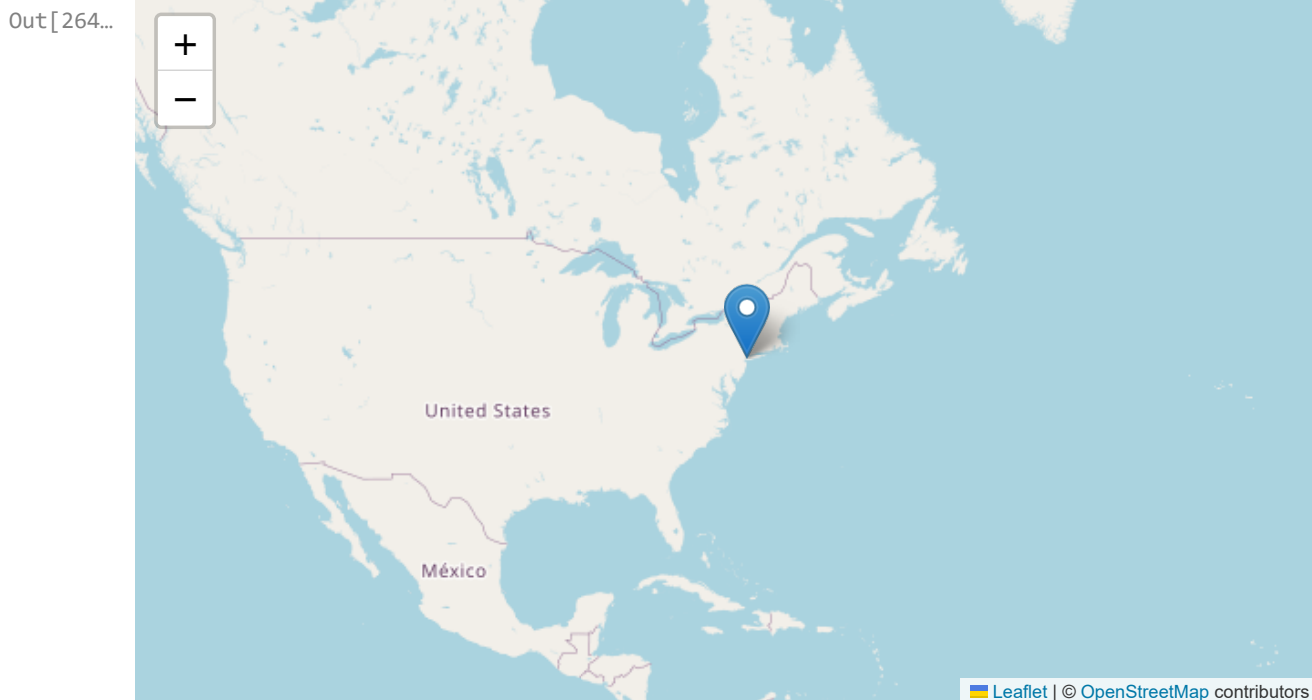 Out[264…
+
−
United States
México
Leaflet | © OpenStreetMap contributors